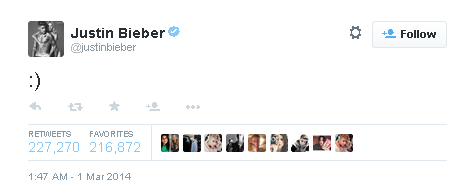 Justin Bieber
@justinbieber
Follow
:)
RETWEETS FAVORITES
227,270 216,872
1:47 AM - 1 Mar 2014